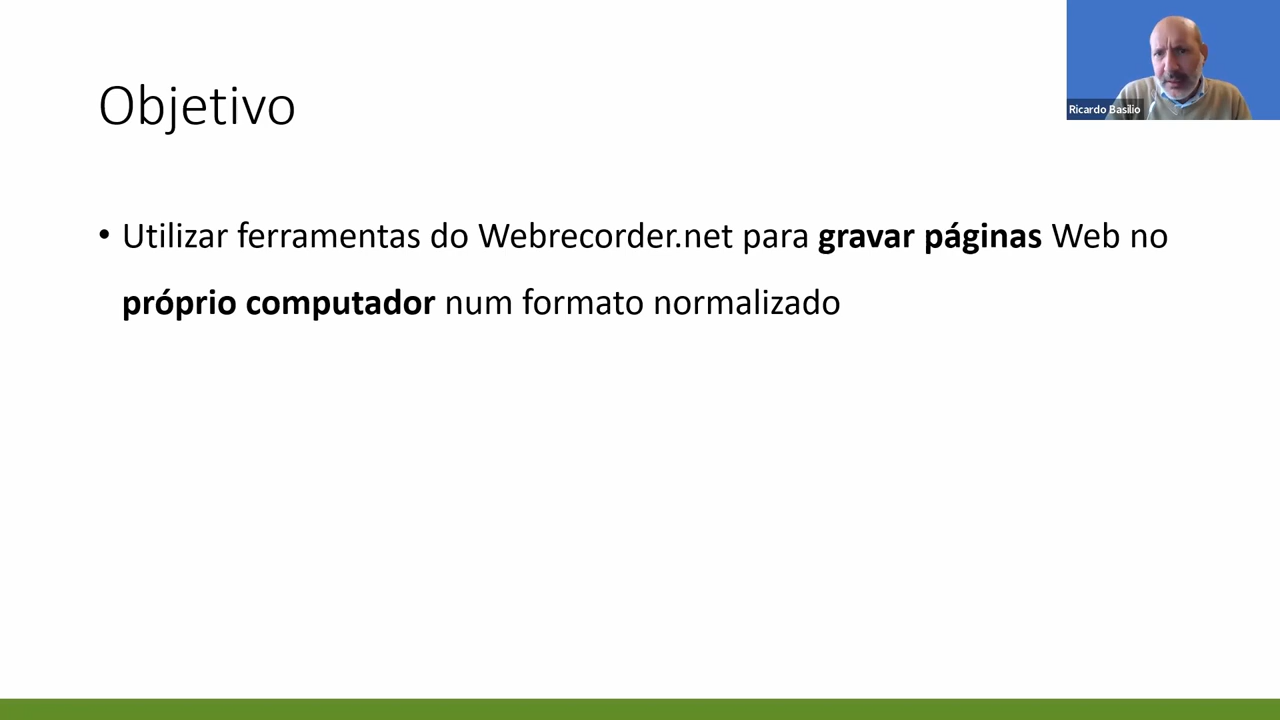 Objetivo
Ricardo Basílio
• Utilizar ferramentas do Webrecorder.net para gravar páginas Web no
próprio computador num formato normalizado